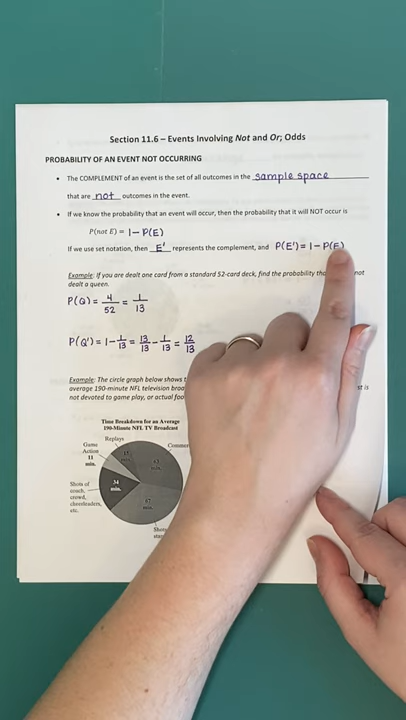 Section 11.6 – Events Involving Not and Or; Odds
PROBABILITY OF AN EVENT NOT OCCURRING
• The COMPLEMENT of an event is the set of all outcomes in the sample space
that are not outcomes in the event.
• If we know the probability that an event will occur, then the probability that it will NOT occur is
P(not E) = 1 – P(E)
If we use set notation, then E' represents the complement, and P(E') = 1 – P(E)
Example: If you are dealt one card from a standard 52-card deck, find the probability not
dealt a queen.
P(Q) = 4/52 = 1/13
P(Q') = 1 - 1/13 = 13/13 - 1/13 = 12/13
Example: The circle graph below shows
average 190-minute NFL television
not devoted to game play, or actual
Time Breakdown for an Average
190-Minute NFL TV Broadcast
Replays
Game
Action
11
min.
34
min.
Shots of
coach,
crowd,
cheerleaders,
etc.
67
min.